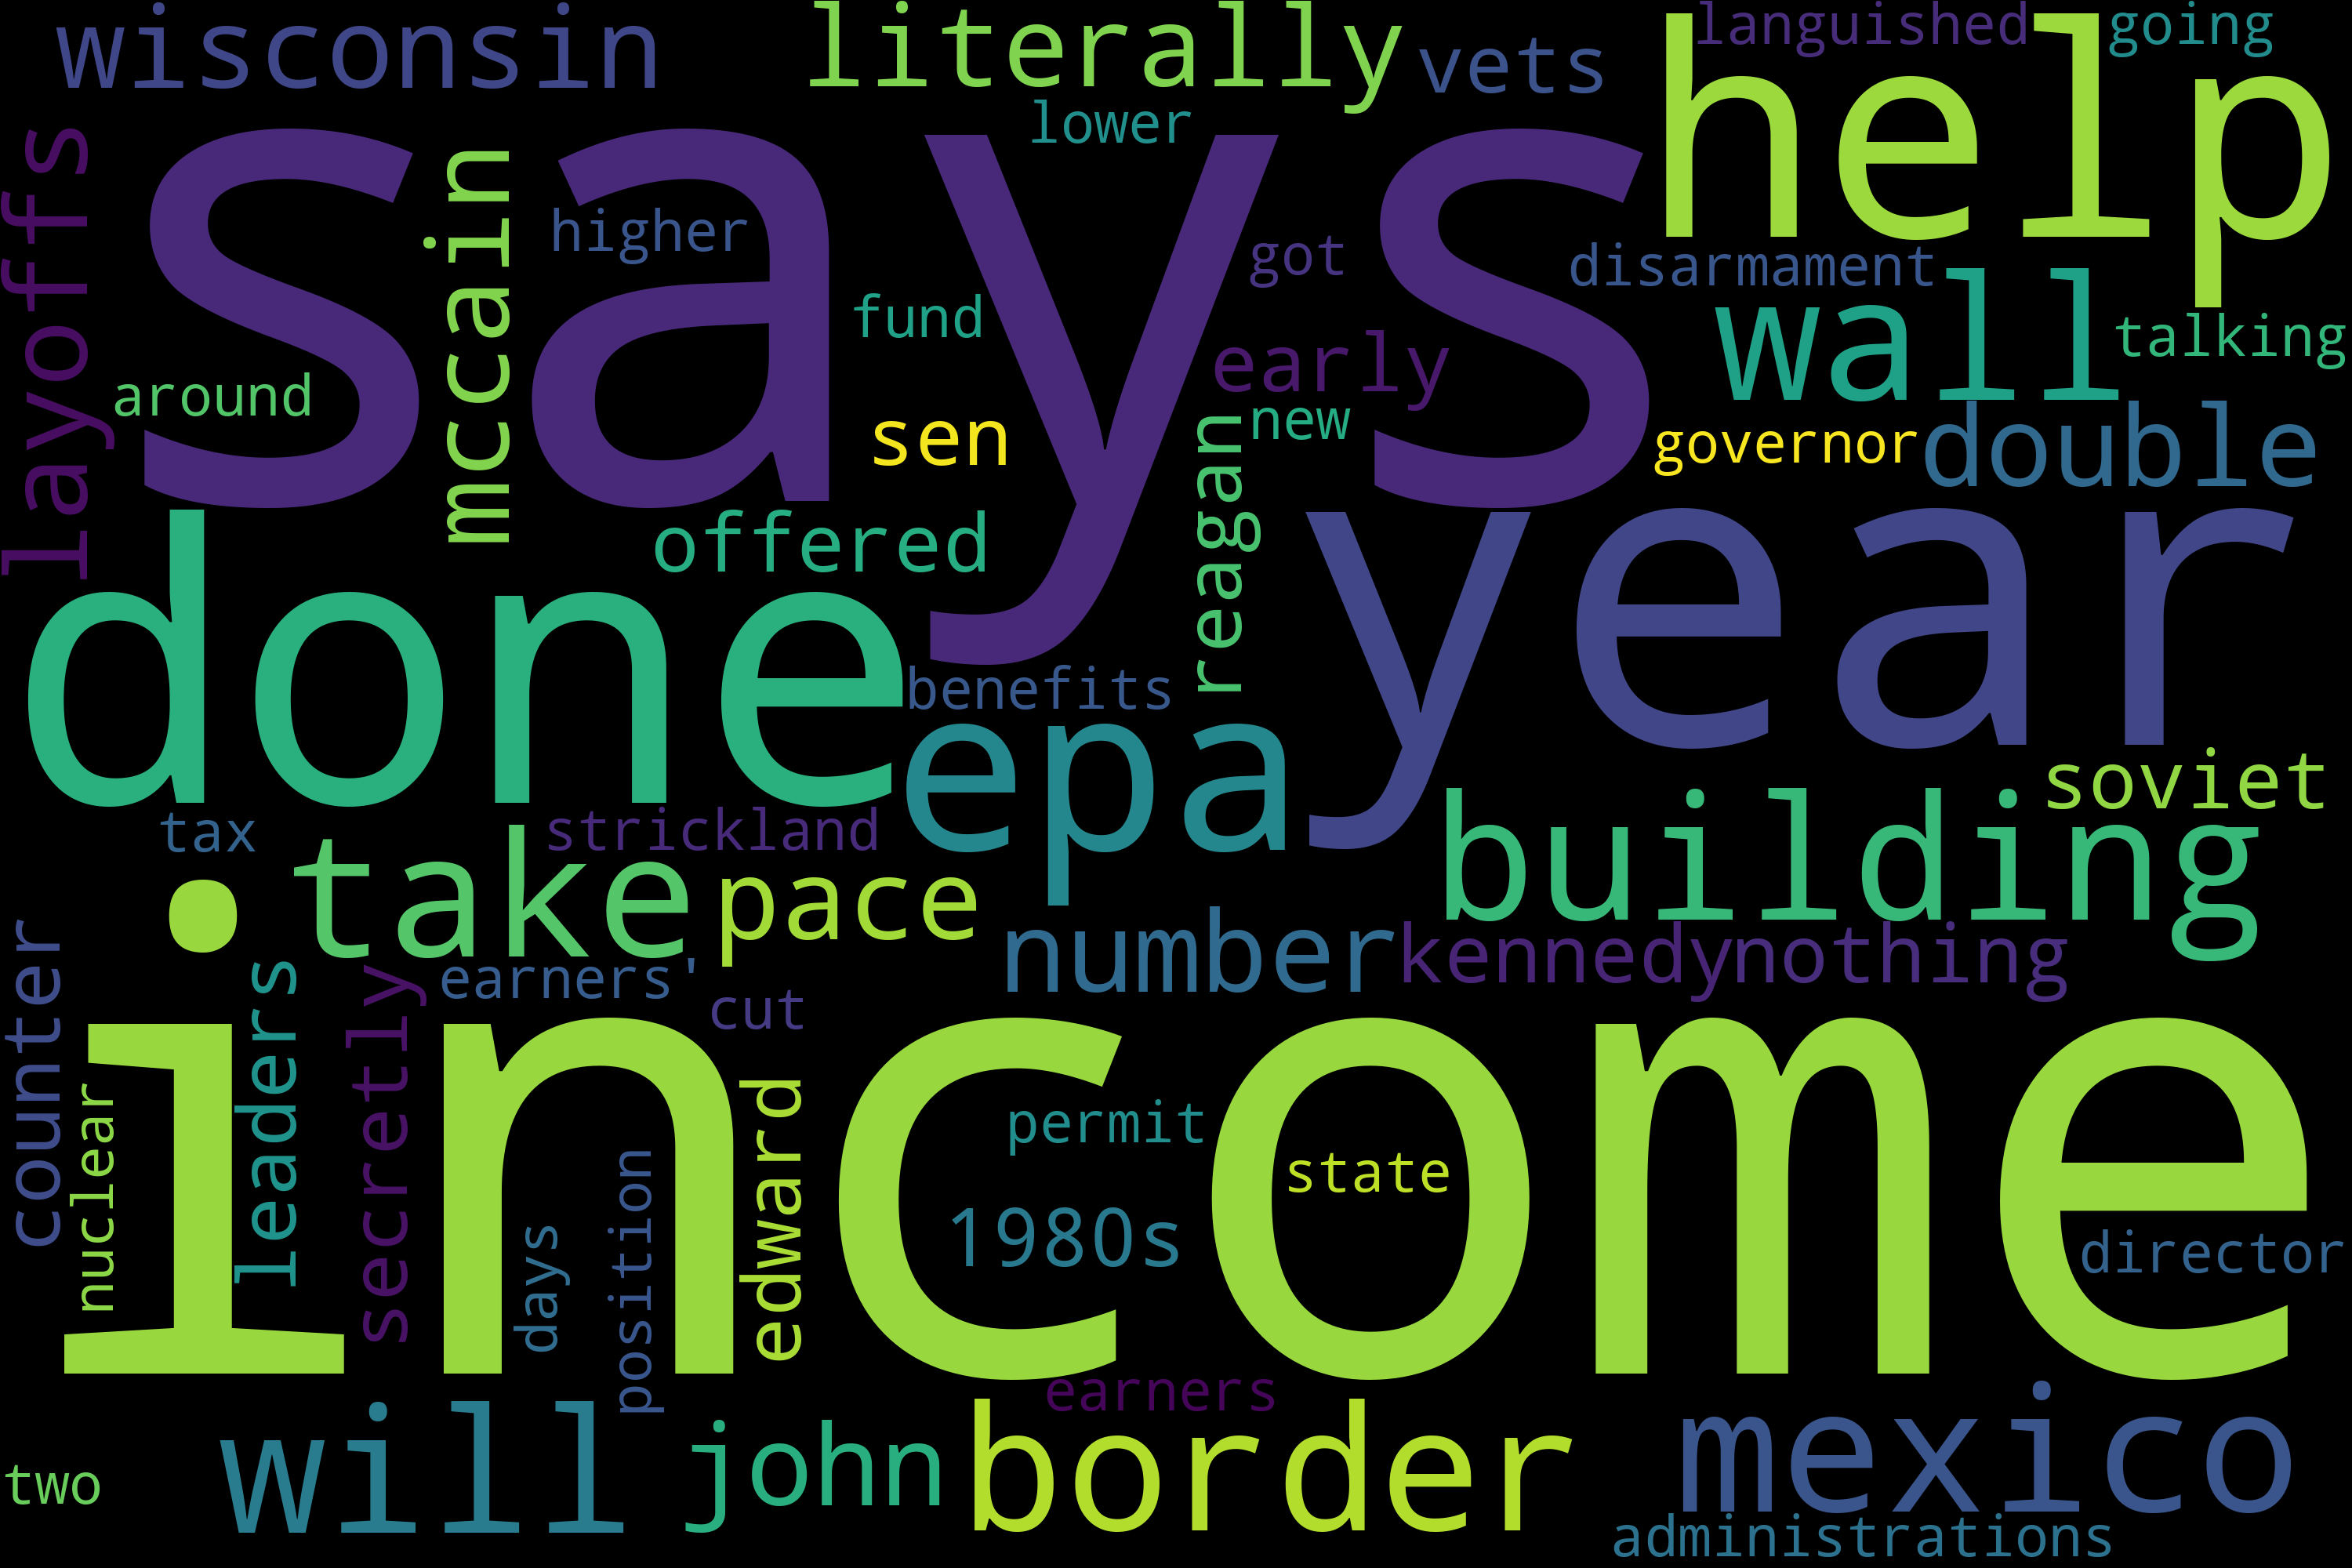 wisconsin
literally
vets
languished
going
help
lower
says
layoffs
mccain
higher
got
disarmament
wall
talking
fund
early
around
sen
new
governor
double
reagan
offered
year
done
benefits
epa
soviet
building
tax
strickland
take
pace
number
kennedy
nothing
counter
leaders
secretly
earners'
cut
income
nuclear
edward
permit
state
position
days
1980s
director
earners
will
john
border
mexico
two
administrations